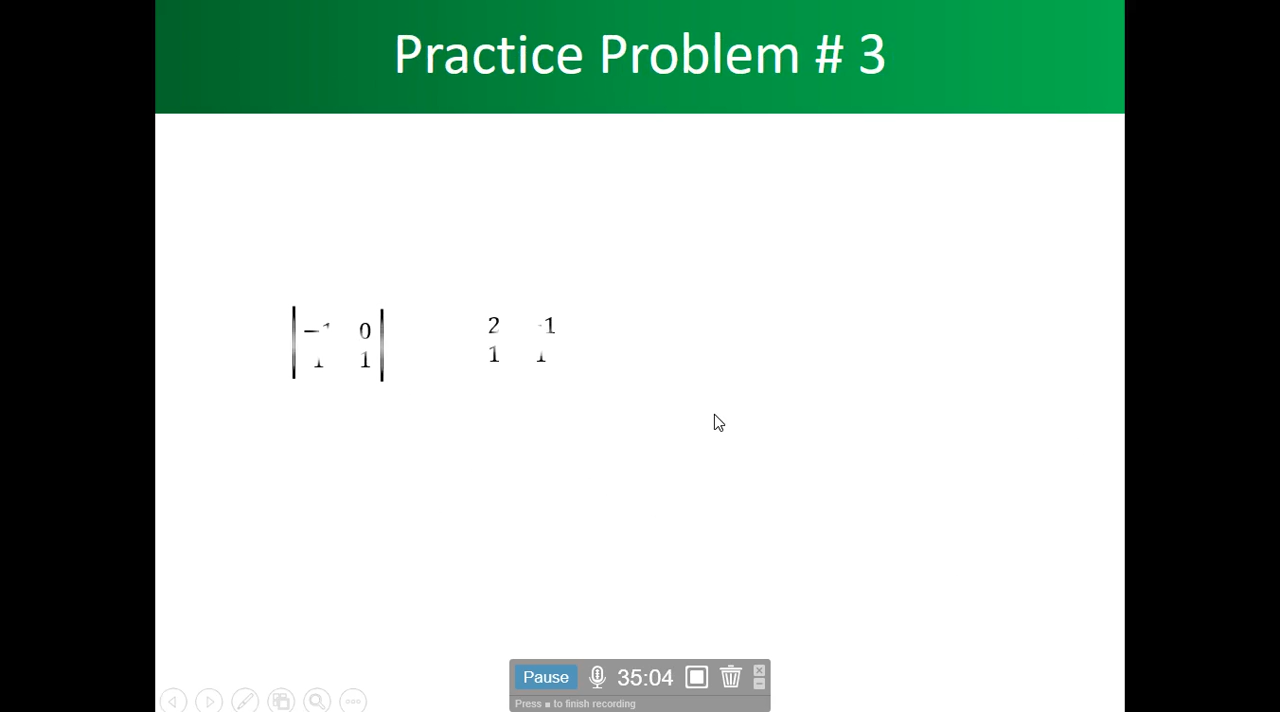 Practice Problem # 3
0 2 1
1 1
Pause 35:04
Press ■ to finish recording